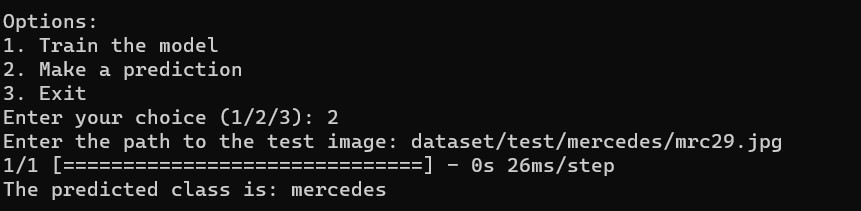 Options:
1. Train the model
2. Make a prediction
3. Exit
Enter your choice (1/2/3): 2
Enter the path to the test image: dataset/test/mercedes/mrc29.jpg
1/1 [==============================] - 0s 26ms/step
The predicted class is: mercedes